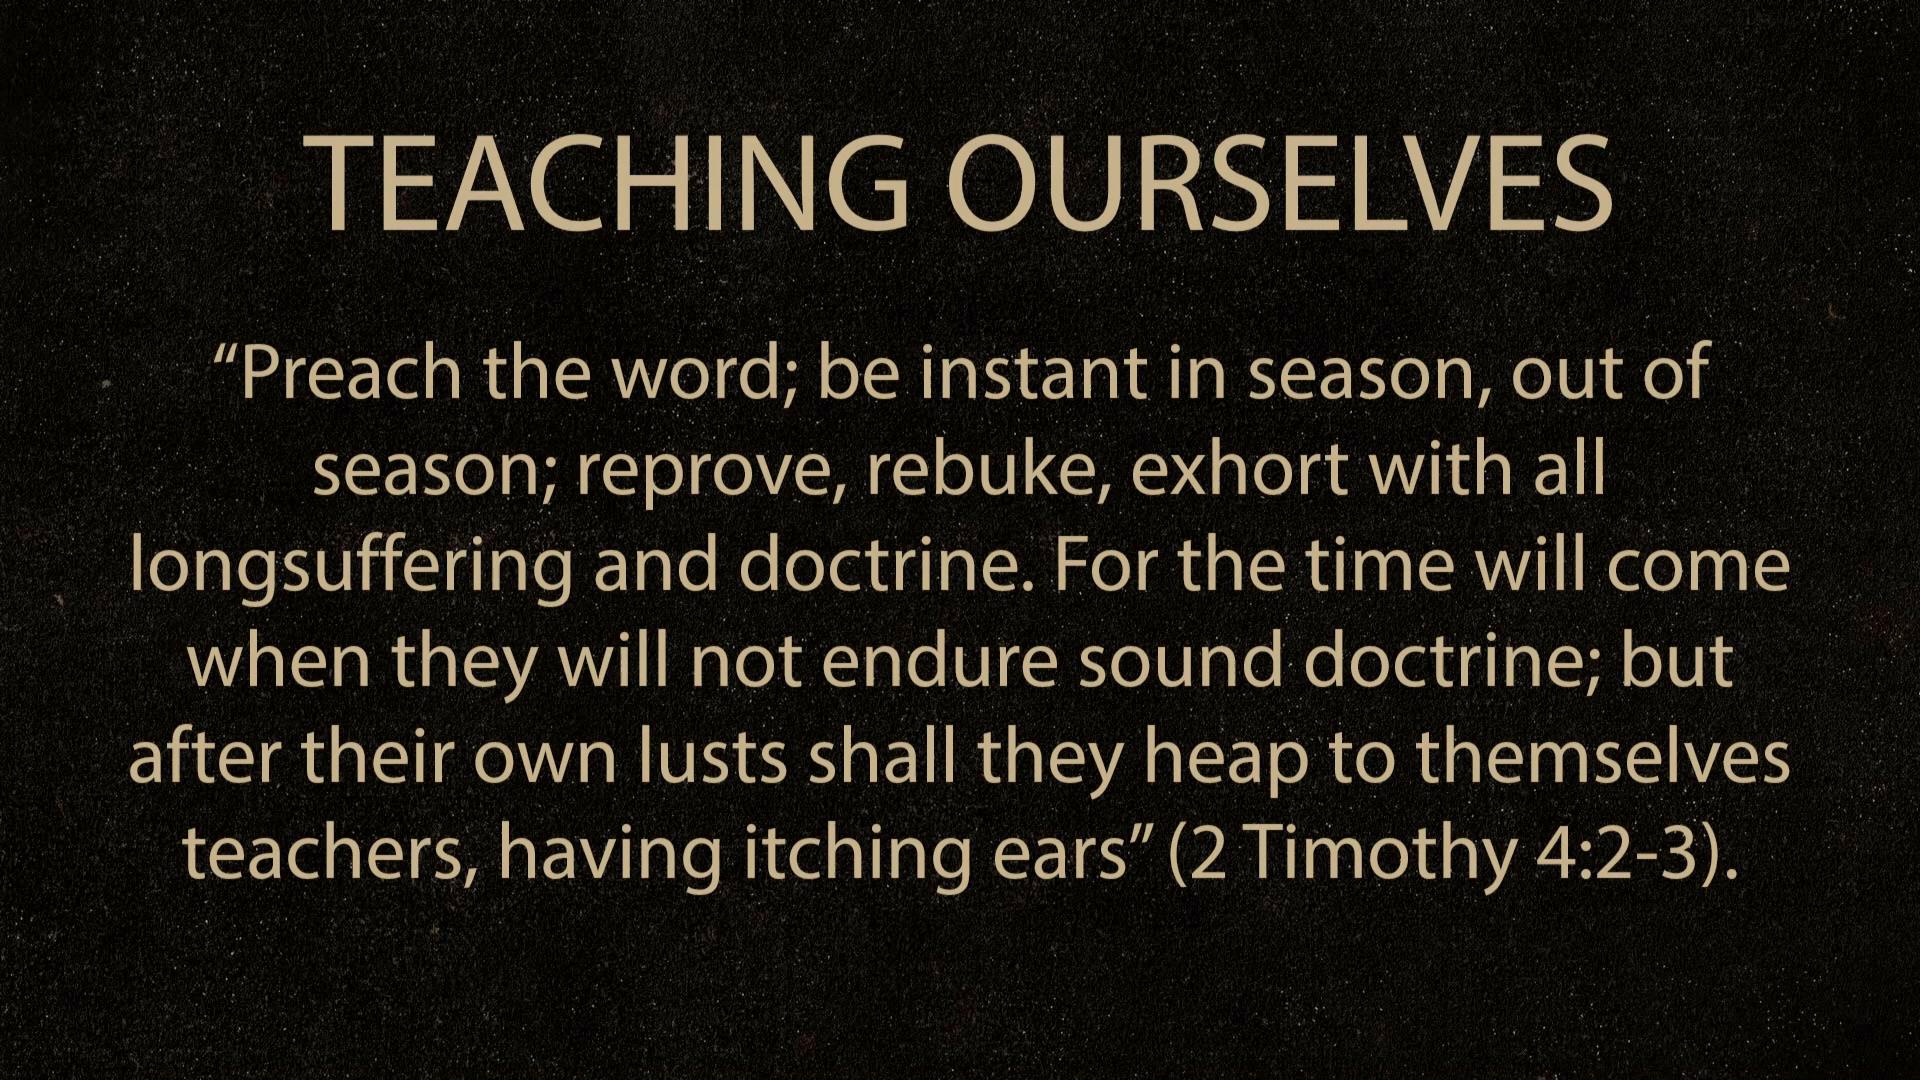 TEACHING OURSELVES
“Preach the word; be instant in season, out of
season; reprove, rebuke, exhort with all
longsuffering and doctrine. For the time will come
when they will not endure sound doctrine; but
after their own lusts shall they heap to themselves
teachers, having itching ears” (2 Timothy 4:2-3).